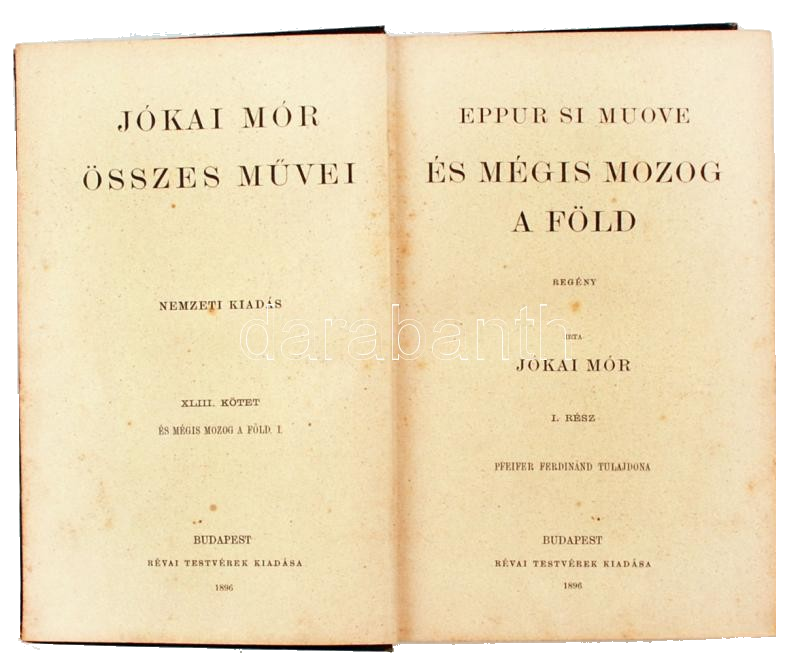 JÓKAI MÓR
ÖSSZES MŰVEI
NEMZETI KIADÁS
XLIII. KÖTET
ÉS MÉGIS MOZOG A FÖLD. I.
BUDAPEST
RÉVAI TESTVÉREK KIADÁSA
1896
EPPUR SI MUOVE
ÉS MÉGIS MOZOG
A FÖLD
REGÉNY
IRTA
JÓKAI MÓR
I. RÉSZ
PFEIFER FERDINÁND TULAJDONA
BUDAPEST
RÉVAI TESTVÉREK KIADÁSA
1896
darabanth